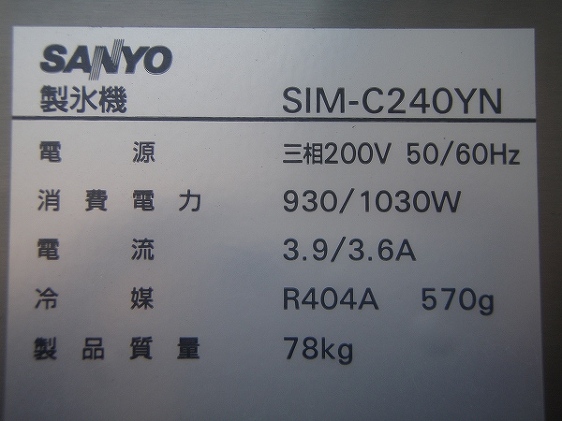 SANYO
製氷機 SIM-C240YN
電源 三相200V 50/60Hz
消費電力 930/1030W
電流 3.9/3.6A
冷媒 R404A 570g
製品質量 78kg